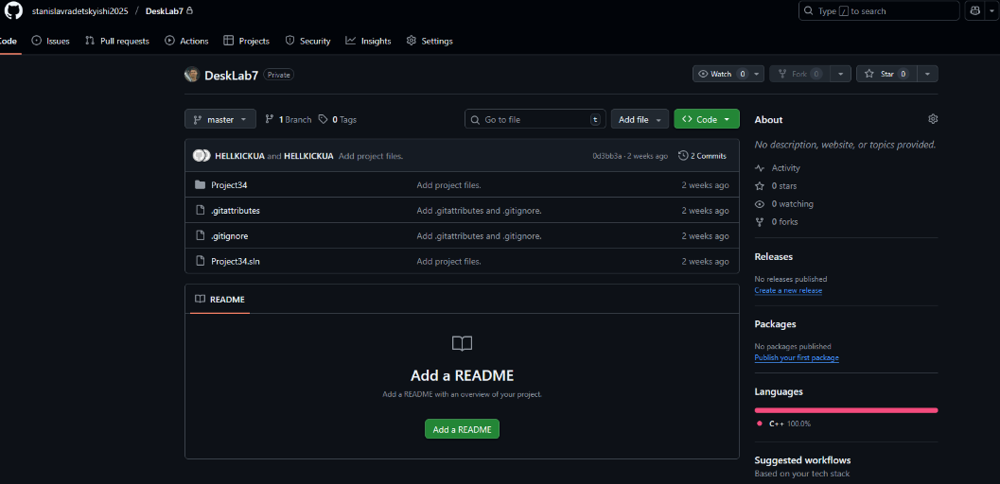 stanislavradetskyishi2025 / DeskLab7
Type / to search
Code Issues Pull requests Actions Projects Security Insights Settings
DeskLab7 Private
Watch 0 Fork 0 Star 0
master 1 Branch 0 Tags Go to file t Add file Code
HELLKICKUA and HELLKICKUA Add project files. 0d3bb3a · 2 weeks ago 2 Commits
Project34 Add project files. 2 weeks ago
.gitattributes Add .gitattributes and .gitignore. 2 weeks ago
.gitignore Add .gitattributes and .gitignore. 2 weeks ago
Project34.sln Add project files. 2 weeks ago
README
Add a README
Add a README with an overview of your project.
Add a README
About
No description, website, or topics provided.
Activity
0 stars
0 watching
0 forks
Releases
No releases published
Create a new release
Packages
No packages published
Publish your first package
Languages
C++ 100.0%
Suggested workflows
Based on your tech stack